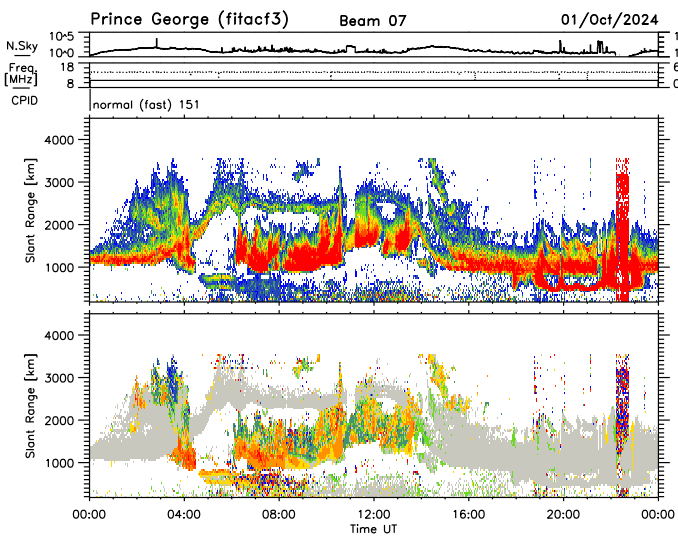 Prince George (fitacf3) Beam 07 01/Oct/2024
N.Sky 10^5 10^0
Freq. [MHz] 18 8
CPID normal (fast) 151
Slant Range [km] 4000 3000 2000 1000
Slant Range [km] 4000 3000 2000 1000
00:00 04:00 08:00 12:00 16:00 20:00 00:00
Time UT